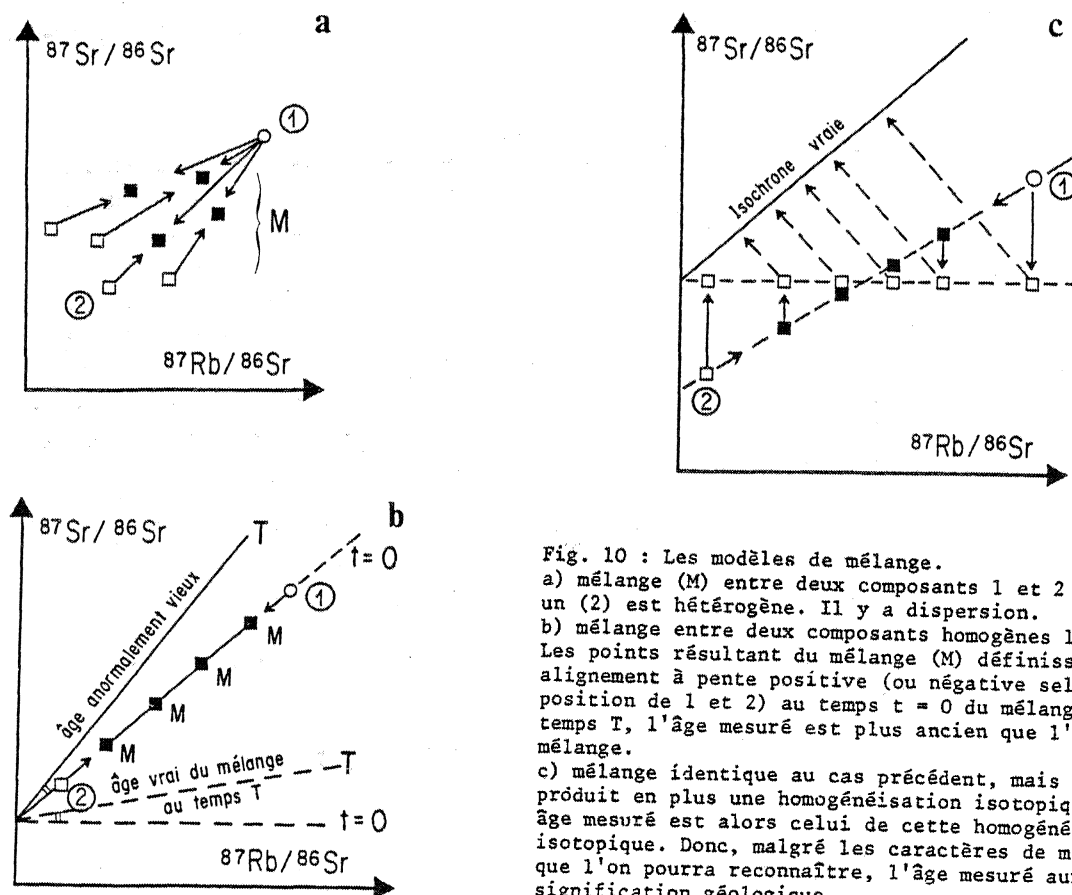 a
⁸⁷Sr/⁸⁶Sr
1
M
2
⁸⁷Rb/⁸⁶Sr
c
⁸⁷Sr/⁸⁶Sr
Isochrone vraie
1
2
⁸⁷Rb/⁸⁶Sr
b
⁸⁷Sr/⁸⁶Sr
T
t=0
1
âge anormalement vieux
M
M
M
M
2
âge vrai du mélange
au temps T
T
t=0
⁸⁷Rb/⁸⁶Sr
Fig. 10 : Les modèles de mélange.
a) mélange (M) entre deux composants 1 et 2
un (2) est hétérogène. Il y a dispersion.
b) mélange entre deux composants homogènes 1
Les points résultant du mélange (M) définiss
alignement à pente positive (ou négative sel
position de 1 et 2) au temps t = 0 du mélang
temps T, l'âge mesuré est plus ancien que l'
mélange.
c) mélange identique au cas précédent, mais
produit en plus une homogénéisation isotopiq
âge mesuré est alors celui de cette homogéné
isotopique. Donc, malgré les caractères de m
que l'on pourra reconnaître, l'âge mesuré au
signification géologique